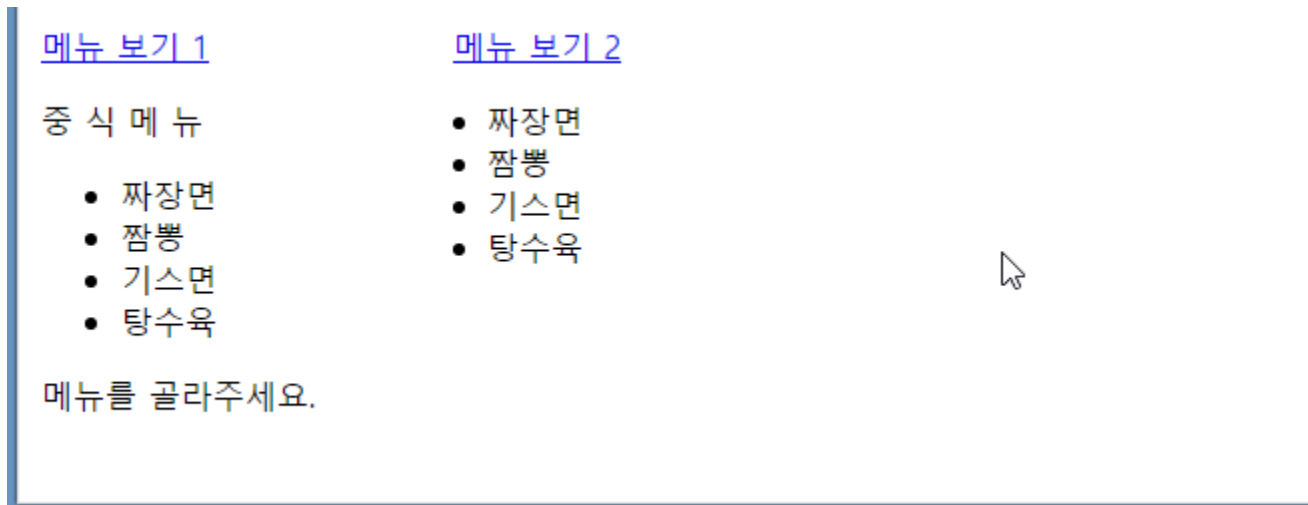 메뉴 보기 1
중 식 메 뉴
짜장면
짬뽕
기스면
탕수육
메뉴를 골라주세요.
메뉴 보기 2
짜장면
짬뽕
기스면
탕수육